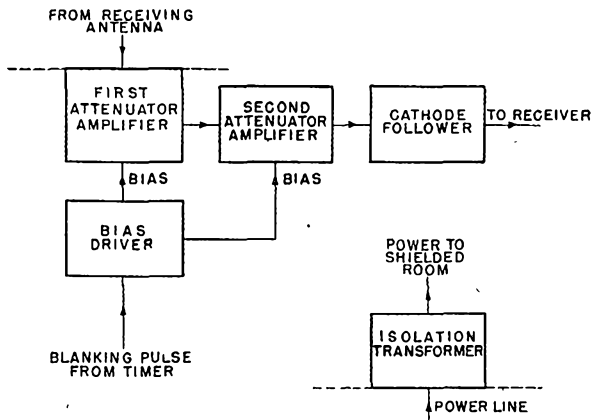 FROM RECEIVING
ANTENNA
FIRST
ATTENUATOR
AMPLIFIER
SECOND
ATTENUATOR
AMPLIFIER
CATHODE
FOLLOWER
TO RECEIVER
BIAS
BIAS
BIAS
DRIVER
BLANKING PULSE
FROM TIMER
POWER TO
SHIELDED
ROOM
ISOLATION
TRANSFORMER
POWER LINE